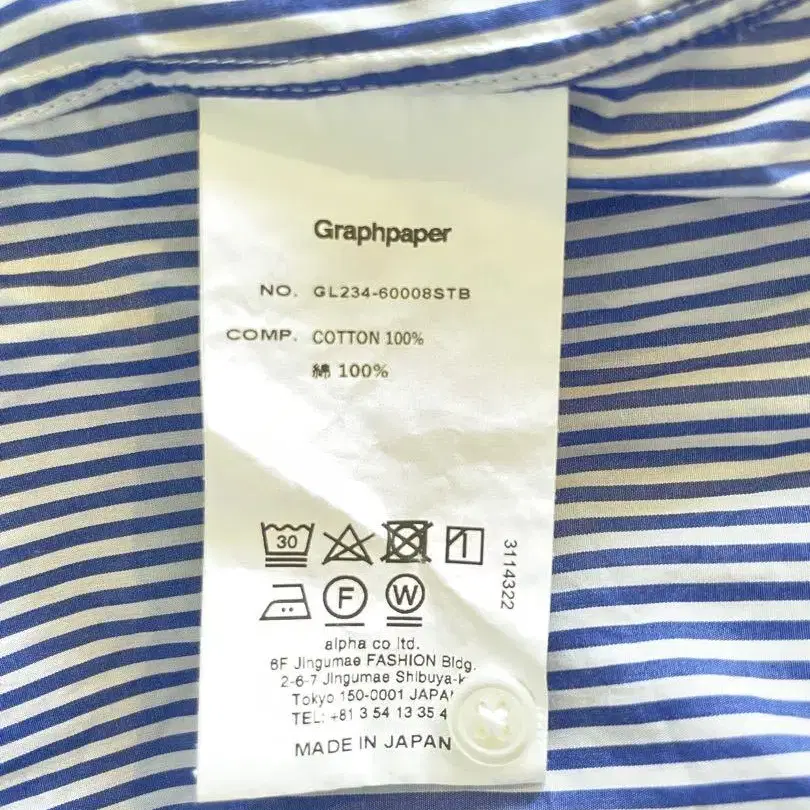 Graphpaper
NO. GL234-60008STB
COMP. COTTON 100%
綿 100%
30
3114322
F W
alpha co ltd.
6F Jingumae FASHION Bldg.
2-6-7 Jingumae Shibuya-k
Tokyo 150-0001 JAPA
TEL: +81 3 54 13 35 4
MADE IN JAPAN